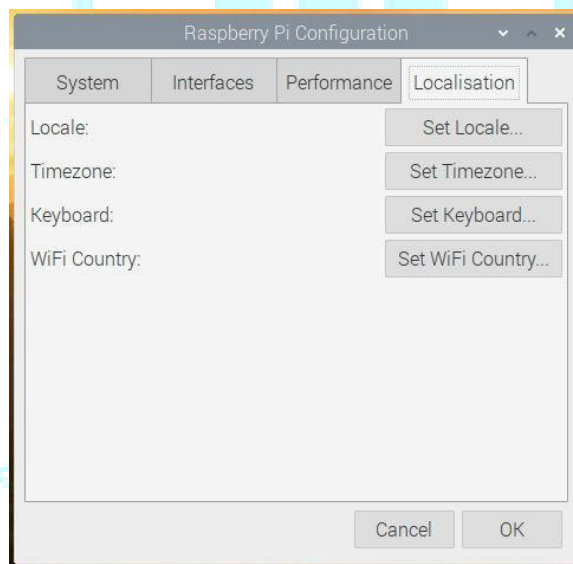 Raspberry Pi Configuration
System Interfaces Performance Localisation
Locale: Set Locale...
Timezone: Set Timezone...
Keyboard: Set Keyboard...
WiFi Country: Set WiFi Country...
Cancel OK